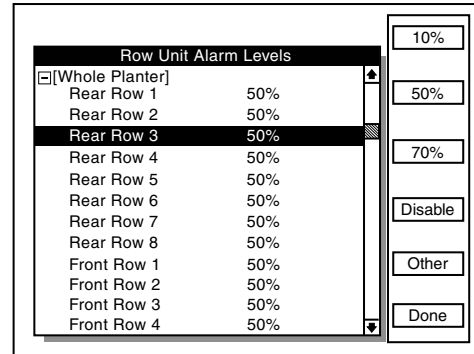 Row Unit Alarm Levels
[Whole Planter]
Rear Row 1 50%
Rear Row 2 50%
Rear Row 3 50%
Rear Row 4 50%
Rear Row 5 50%
Rear Row 6 50%
Rear Row 7 50%
Rear Row 8 50%
Front Row 1 50%
Front Row 2 50%
Front Row 3 50%
Front Row 4 50%
10%
50%
70%
Disable
Other
Done